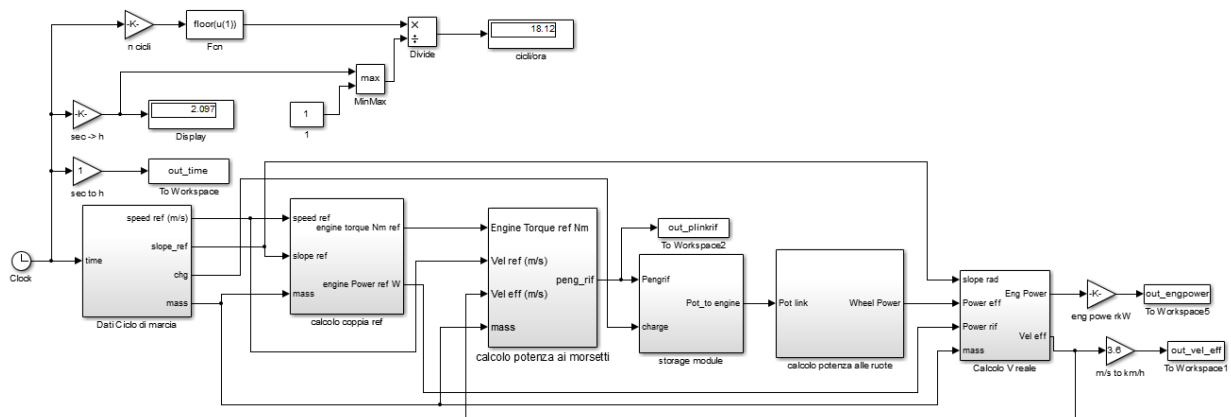 -K-
n cicli
floor(u(1))
Fcn
×
÷
Divide
18.12
cicli/ora
max
MinMax
1
1
-K-
sec -> h
2.097
Display
1
sec to h
out_time
To Workspace
Clock
time
speed ref (m/s)
slope_ref
chg
mass
Dati Ciclo di marcia
speed ref
engine torque Nm ref
slope ref
engine Power ref W
mass
calcolo coppia ref
Engine Torque ref Nm
Vel ref (m/s)
peng_rif
Vel eff (m/s)
mass
calcolo potenza ai morsetti
out_plinkrif
To Workspace2
Pengrif
Pot_to engine
charge
storage module
Pot link
Wheel Power
calcolo potenza alle ruote
slope rad
Eng Power
Power eff
Power rif
Vel eff
mass
Calcolo V reale
-K-
eng powe rkW
out_engpower
To Workspace5
3.6
m/s to km/h
out_vel_eff
To Workspace1